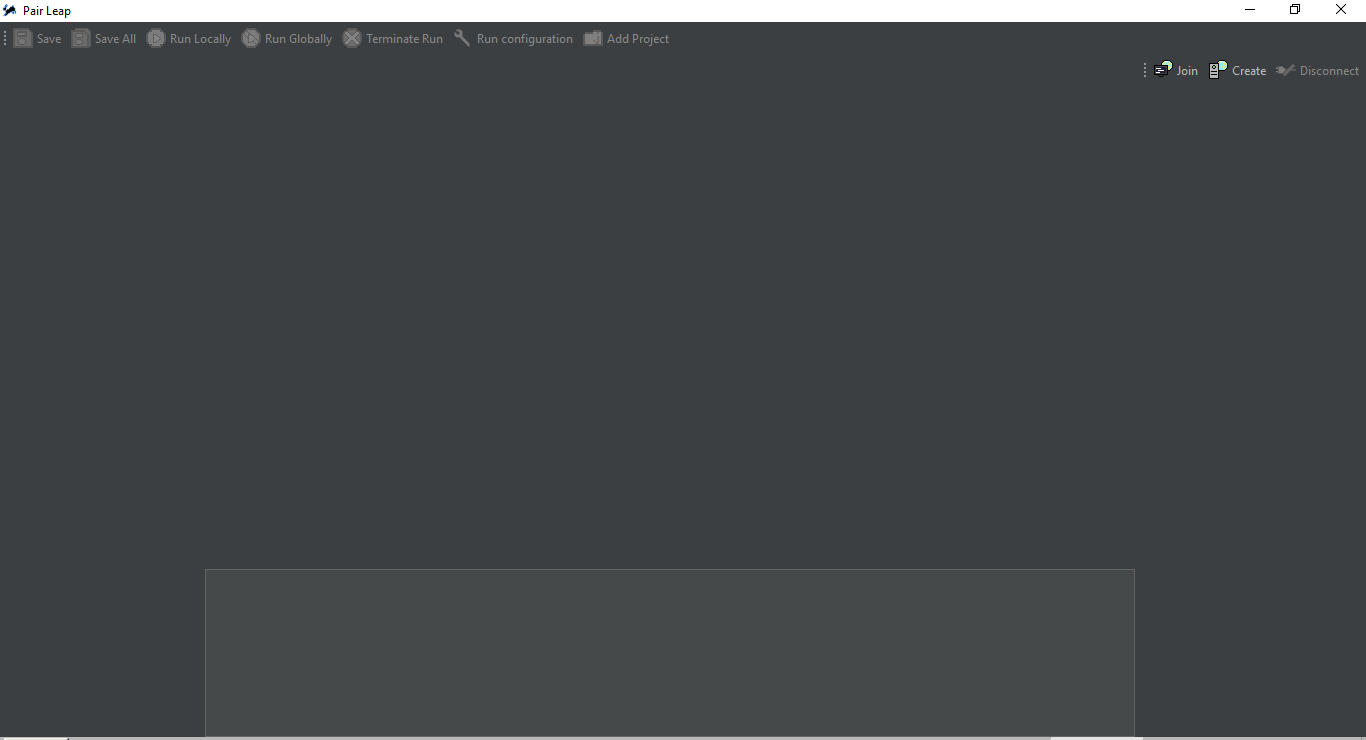 Pair Leap
Save Save All Run Locally Run Globally Terminate Run Run configuration Add Project
Join Create Disconnect